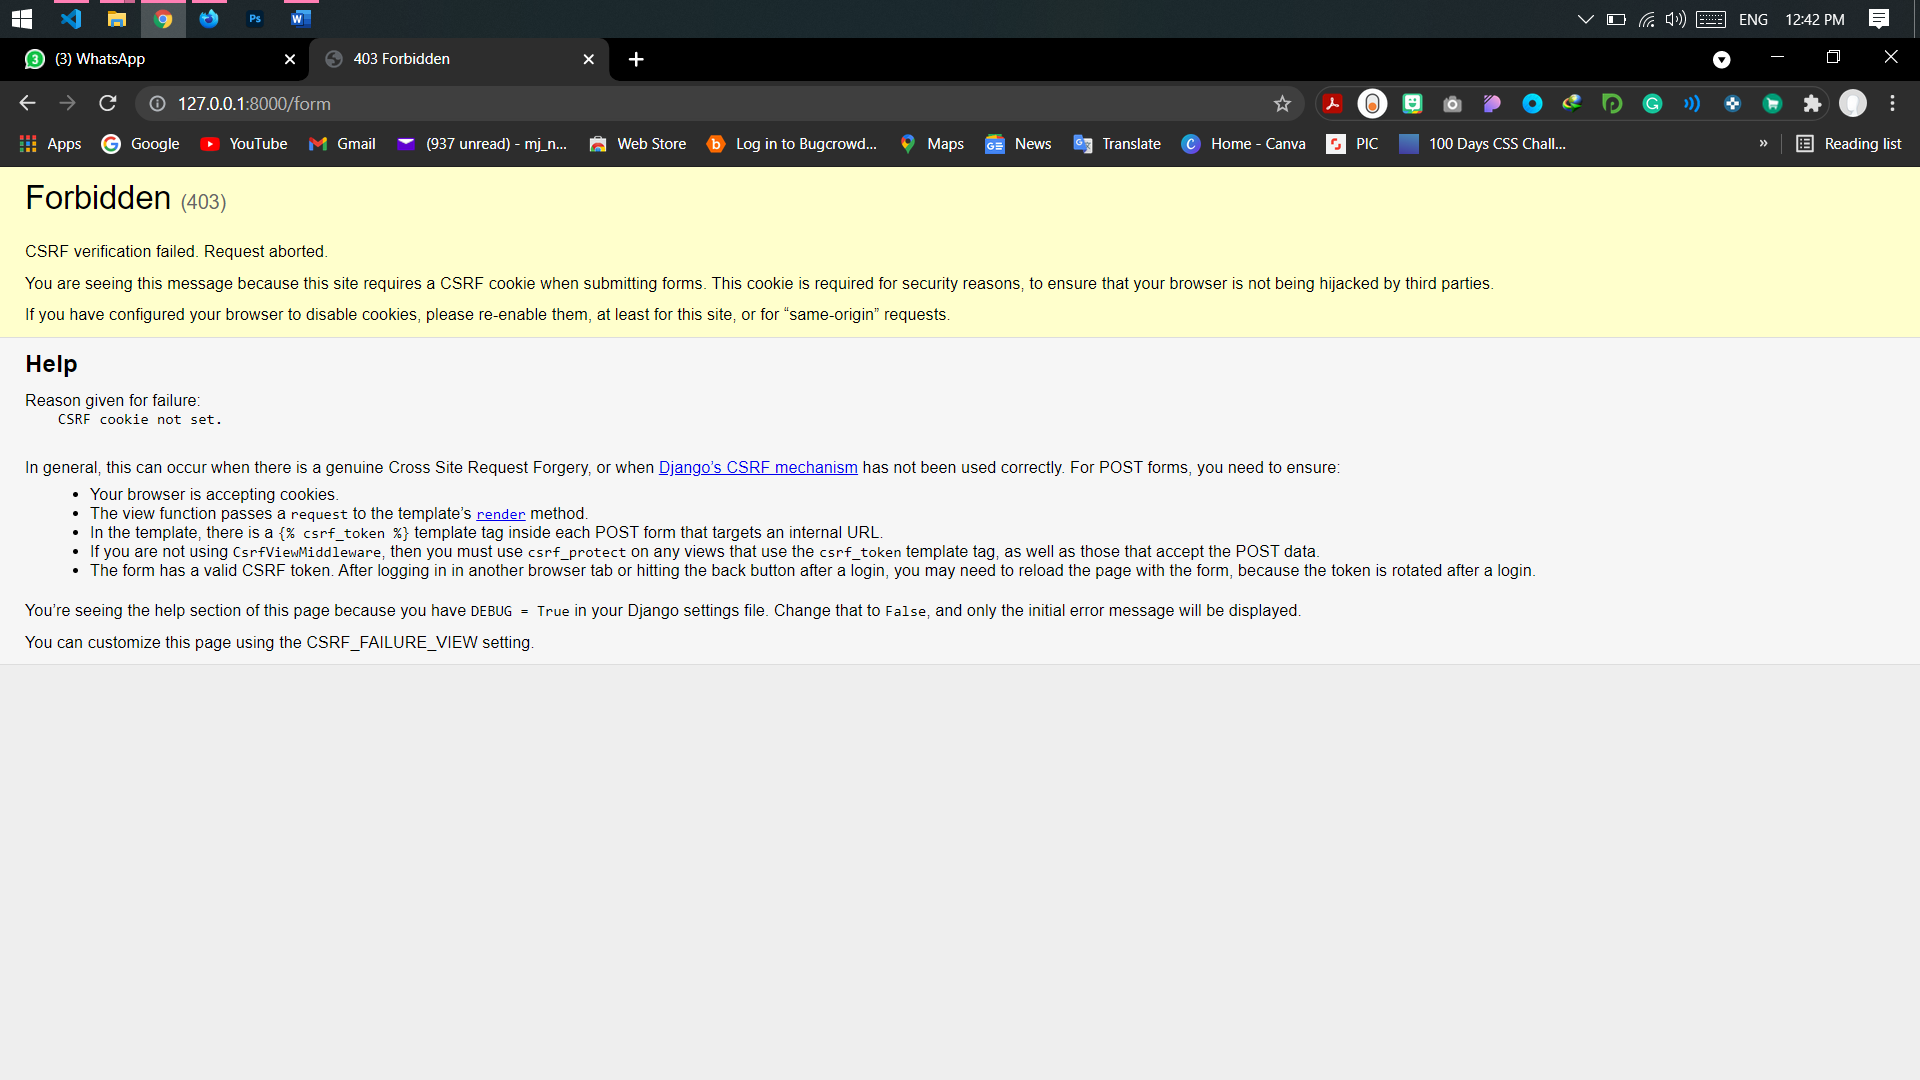 Ps
W
ENG
12:42 PM
3
(3) WhatsApp
403 Forbidden
127.0.0.1:8000/form
Apps
Google
YouTube
Gmail
(937 unread) - mj_n...
Web Store
b
Log in to Bugcrowd...
Maps
GE
News
Translate
C
Home - Canva
PIC
100 Days CSS Chall...
»
Reading list
Forbidden (403)
CSRF verification failed. Request aborted.
You are seeing this message because this site requires a CSRF cookie when submitting forms. This cookie is required for security reasons, to ensure that your browser is not being hijacked by third parties.
If you have configured your browser to disable cookies, please re-enable them, at least for this site, or for “same-origin” requests.
Help
Reason given for failure:
CSRF cookie not set.
In general, this can occur when there is a genuine Cross Site Request Forgery, or when Django’s CSRF mechanism has not been used correctly. For POST forms, you need to ensure:
• Your browser is accepting cookies.
• The view function passes a request to the template’s render method.
• In the template, there is a {% csrf_token %} template tag inside each POST form that targets an internal URL.
• If you are not using CsrfViewMiddleware, then you must use csrf_protect on any views that use the csrf_token template tag, as well as those that accept the POST data.
• The form has a valid CSRF token. After logging in in another browser tab or hitting the back button after a login, you may need to reload the page with the form, because the token is rotated after a login.
You’re seeing the help section of this page because you have DEBUG = True in your Django settings file. Change that to False, and only the initial error message will be displayed.
You can customize this page using the CSRF_FAILURE_VIEW setting.